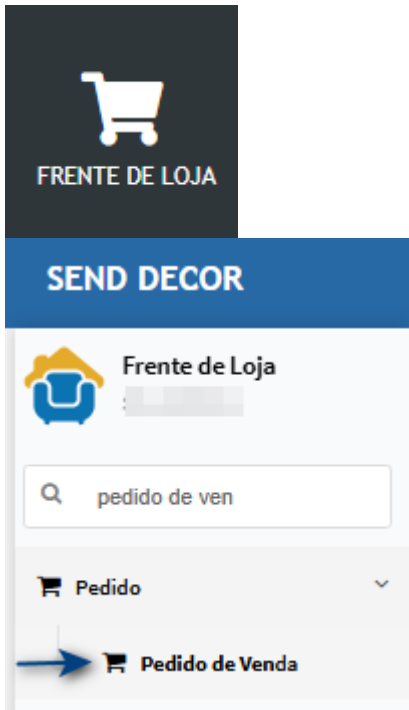 FRENTE DE LOJA
SEND DECOR
Frente de Loja
pedido de ven
Pedido
Pedido de Venda